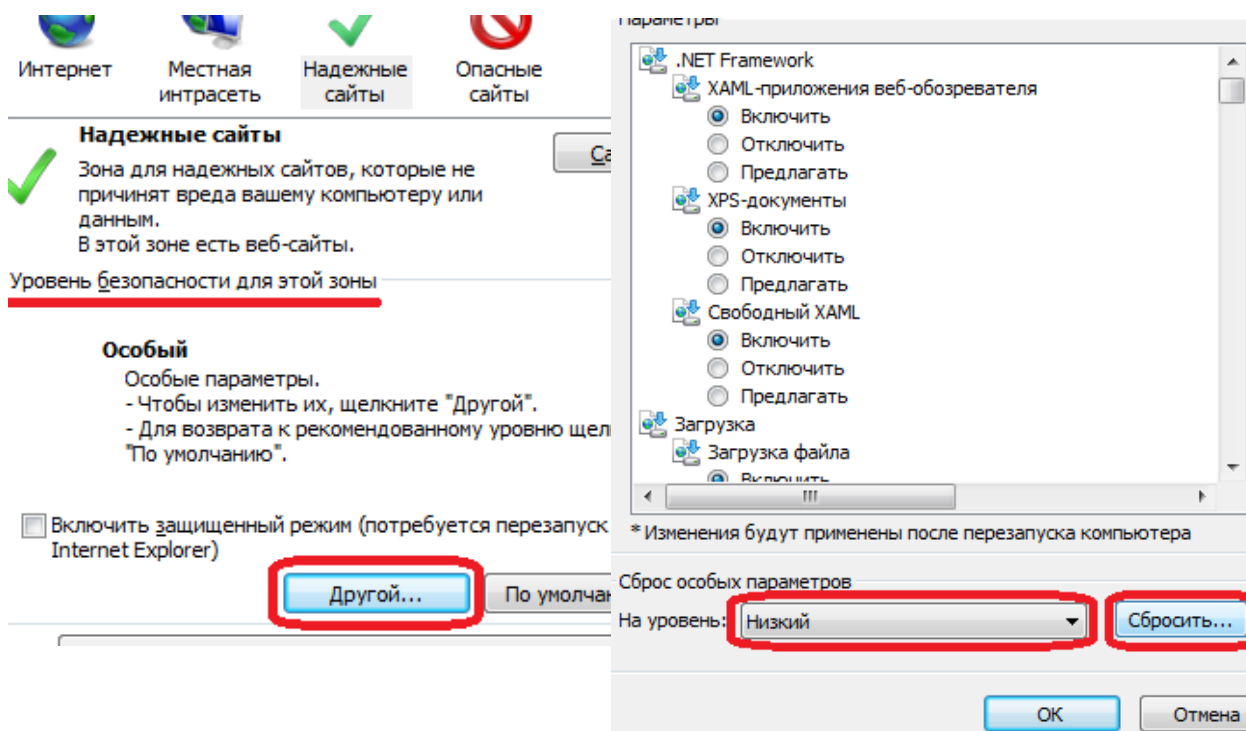 Интернет
Местная
интрасеть
Надежные
сайты
Опасные
сайты
Надежные сайты
Зона для надежных сайтов, которые не
причинят вреда вашему компьютеру или
данным.
В этой зоне есть веб-сайты.
Уровень безопасности для этой зоны
Особый
Особые параметры.
- Чтобы изменить их, щелкните "Другой".
- Для возврата к рекомендованному уровню
"По умолчанию".
Включить защищенный режим (потребуется перезапуск
Internet Explorer)
Другой...
По
Параметры
.NET Framework
XAML-приложения веб-обозревателя
Включить
Отключить
Предлагать
XPS-документы
Включить
Отключить
Предлагать
Свободный XAML
Включить
Отключить
Предлагать
Загрузка
Загрузка файла
Включить
* Изменения будут применены после перезапуска компьютера
Сброс особых параметров
На уровень: Низкий
Сбросить...
ОК
Отмена